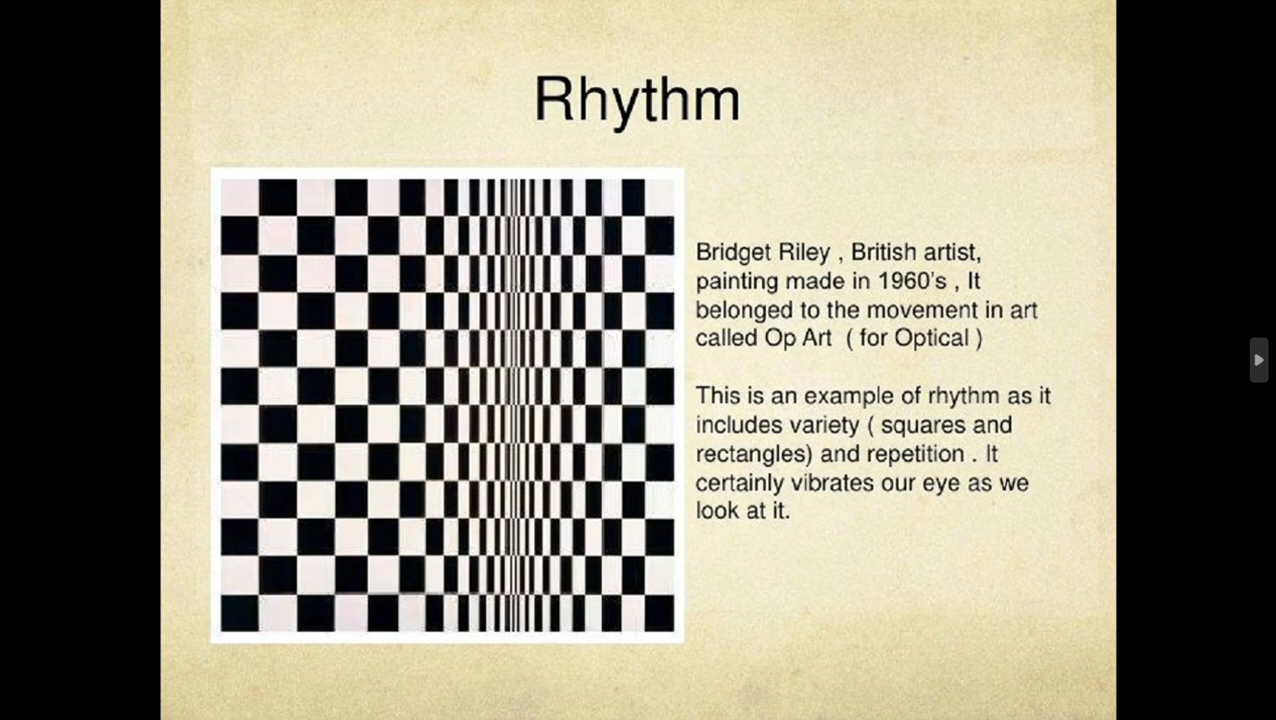 Rhythm
Bridget Riley , British artist,
painting made in 1960's , It
belonged to the movement in art
called Op Art  ( for Optical )
This is an example of rhythm as it
includes variety ( squares and
rectangles) and repetition . It
certainly vibrates our eye as we
look at it.